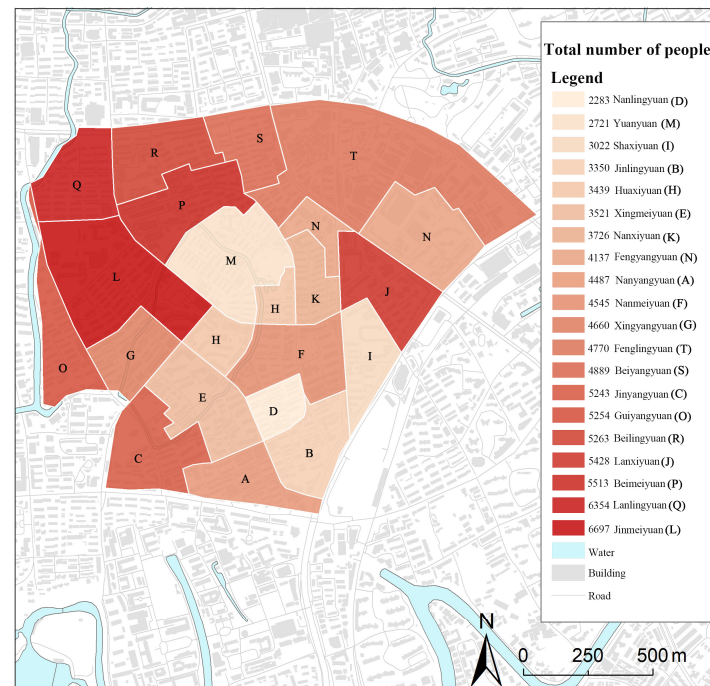 Total number of people
Legend
2283 Nanlingyuan (D)
2721 Yuanyuan (M)
3022 Shaxiyuan (I)
3350 Jinlingyuan (B)
3439 Huaxiyuan (H)
3521 Xingmeiyuan (E)
3726 Nanxiyuan (K)
4137 Fengyangyuan (N)
4487 Nanyangyuan (A)
4545 Nanmeiyuan (F)
4660 Xingyangyuan (G)
4770 Fenglingyuan (T)
4889 Beiyangyuan (S)
5243 Jinyangyuan (C)
5254 Guiyangyuan (O)
5263 Beilingyuan (R)
5428 Lanxiyuan (J)
5513 Beimeiyuan (P)
6354 Lanlingyuan (Q)
6697 Jinmeiyuan (L)
Water
Building
Road
S
R
T
Q
P
N
N
M
L
J
H
K
H
G
F
I
O
E
D
B
C
A
N
0 250 500 m